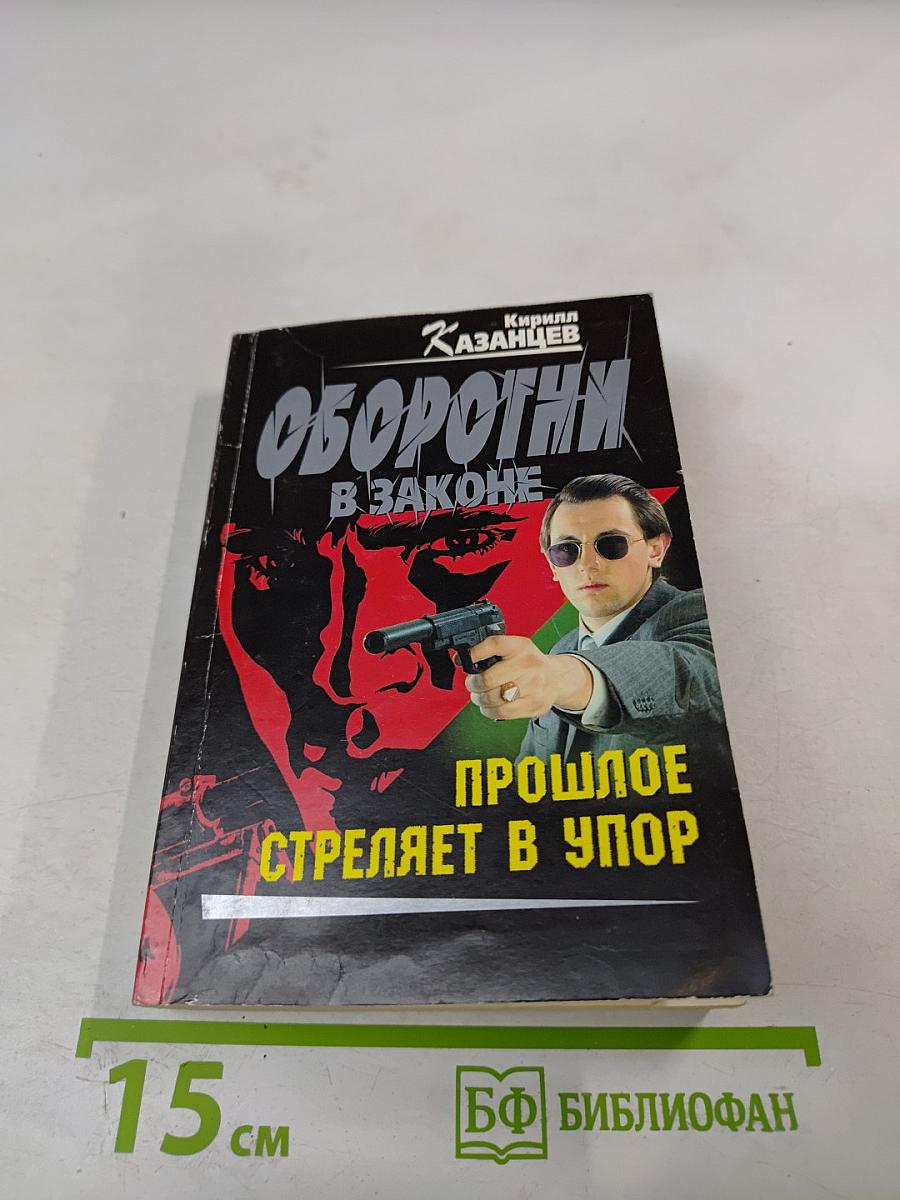 Кирилл
КАЗАНЦЕВ
ОБОРОТНИ
В ЗАКОНЕ
ПРОШЛОЕ
СТРЕЛЯЕТ В УПОР
15 см
БФ БИБЛИОФАН